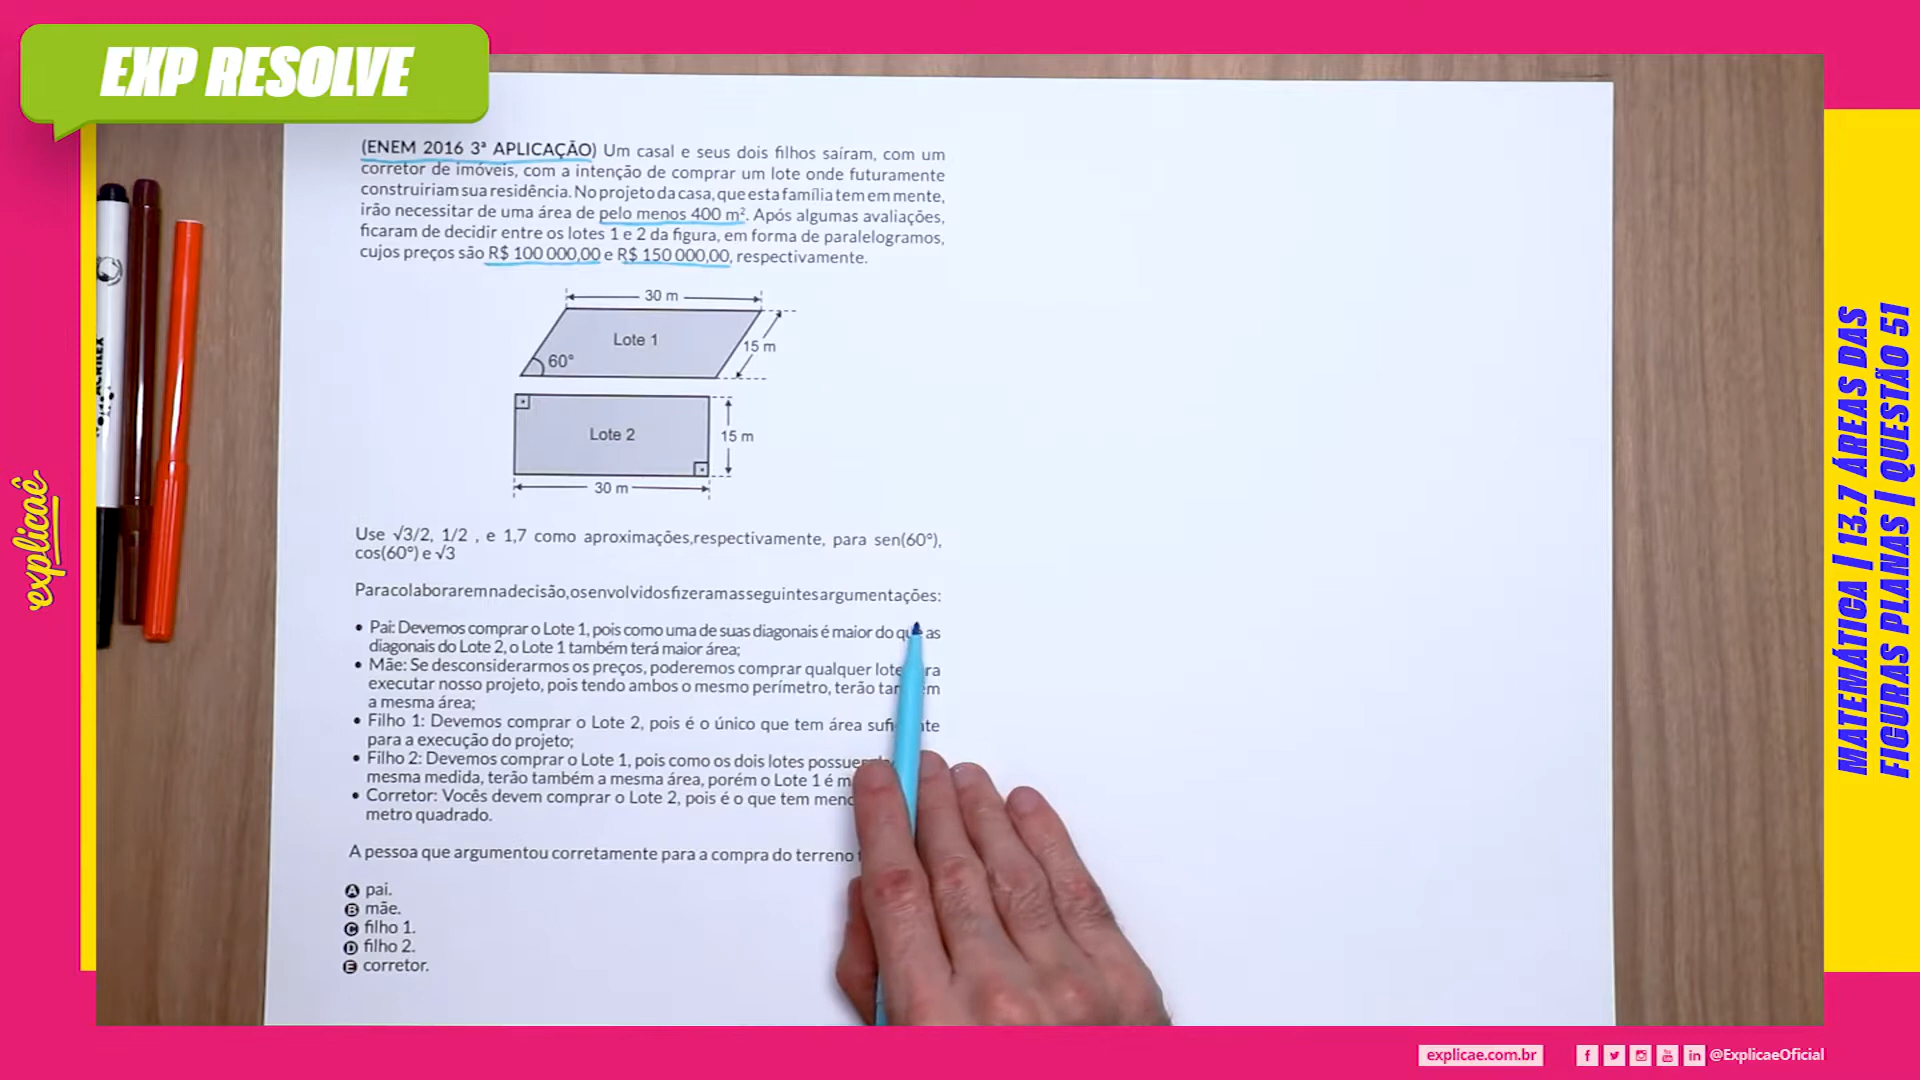 EXP RESOLVE
(ENEM 2016 3ª APLICAÇÃO) Um casal e seus dois filhos saíram, com um
corretor de imóveis, com a intenção de comprar um lote onde futuramente
construiriam sua residência. No projeto da casa, que esta família tem em mente,
irão necessitar de uma área de pelo menos 400 m². Após algumas avaliações,
ficaram de decidir entre os lotes 1 e 2 da figura, em forma de paralelogramos,
cujos preços são R$ 100 000,00 e R$ 150 000,00, respectivamente.
30 m
Lote 1
15 m
60°
Lote 2
15 m
30 m
Use √3/2, 1/2 , e 1,7 como aproximações,respectivamente, para sen(60°),
cos(60°) e √3
Para colaborarem na decisão, os envolvidos fizeram as seguintes argumentações:
• Pai: Devemos comprar o Lote 1, pois como uma de suas diagonais é maior do que as
diagonais do Lote 2, o Lote 1 também terá maior área;
• Mãe: Se desconsiderarmos os preços, poderemos comprar qualquer lote
executar nosso projeto, pois tendo ambos o mesmo perímetro, terão
a mesma área;
• Filho 1: Devemos comprar o Lote 2, pois é o único que tem área
para a execução do projeto;
• Filho 2: Devemos comprar o Lote 1, pois como os dois lotes
mesma medida, terão também a mesma área, porém o Lote 1 é
• Corretor: Vocês devem comprar o Lote 2, pois é o que tem
metro quadrado.
A pessoa que argumentou corretamente para a compra do terreno
A pai.
B mãe.
C filho 1.
D filho 2.
E corretor.
explicaê
MATEMÁTICA | 13.7 ÁREAS DAS
FIGURAS PLANAS | QUESTÃO 51
ACRILEX
explicae.com.br
@ExplicaeOficial